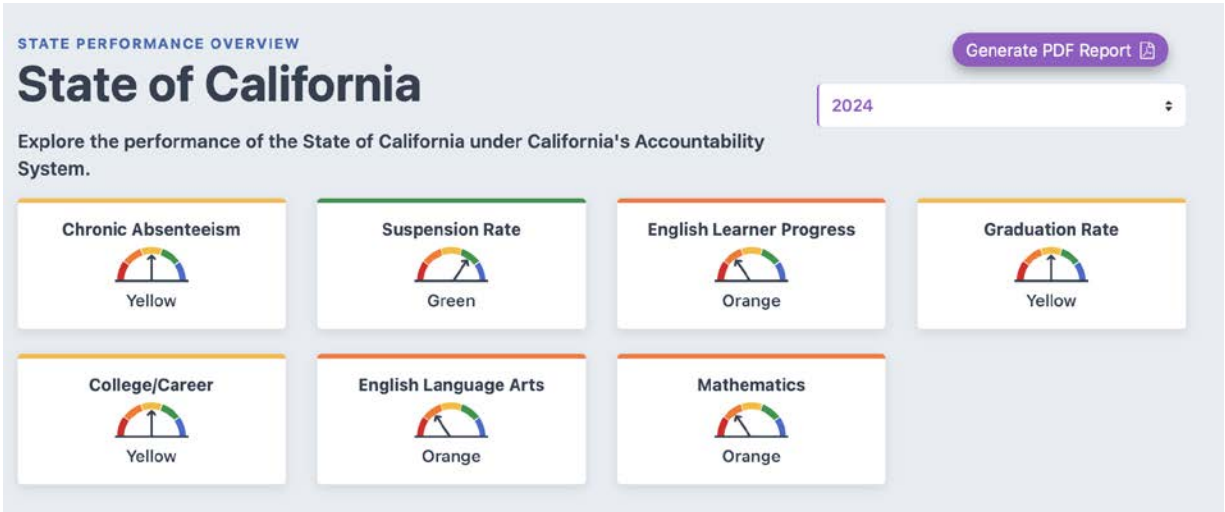 STATE PERFORMANCE OVERVIEW
State of California
Generate PDF Report
2024
Explore the performance of the State of California under California's Accountability
System.
Chronic Absenteeism
Yellow
Suspension Rate
Green
English Learner Progress
Orange
Graduation Rate
Yellow
College/Career
Yellow
English Language Arts
Orange
Mathematics
Orange